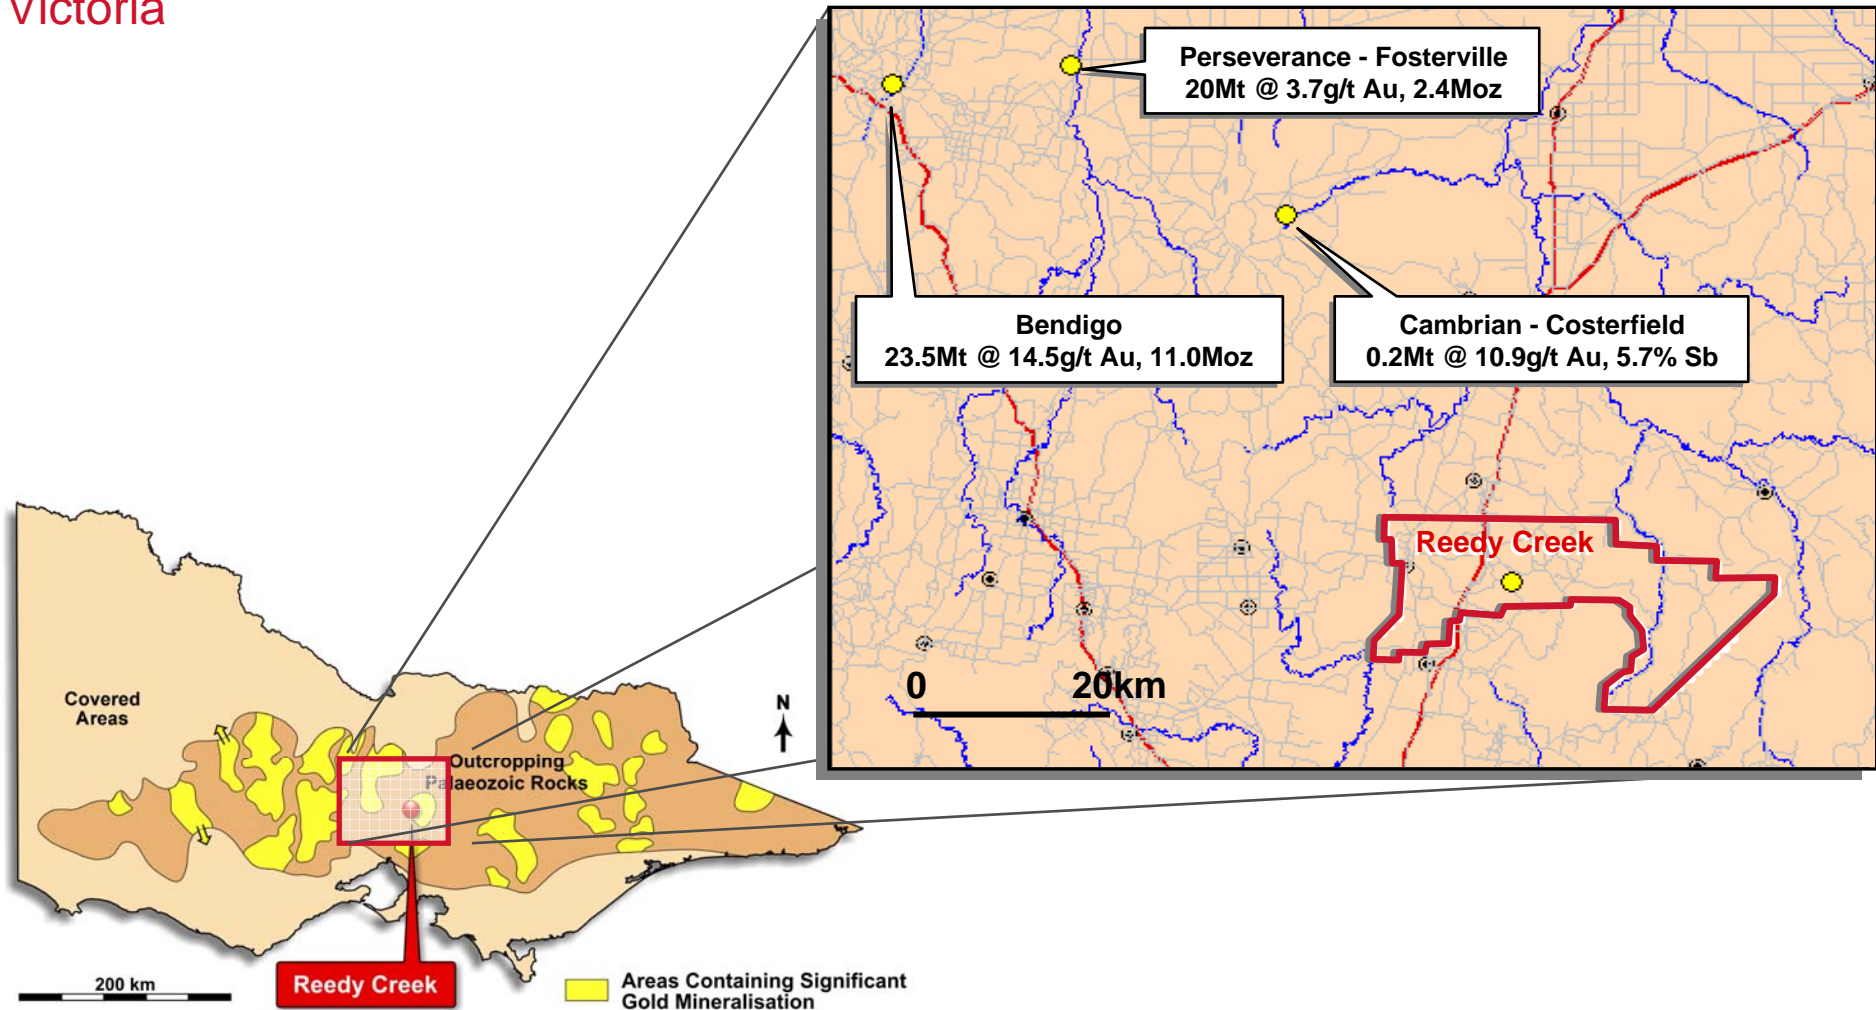 Victoria
Perseverance - Fosterville
20Mt @ 3.7g/t Au, 2.4Moz
Bendigo
23.5Mt @ 14.5g/t Au, 11.0Moz
Cambrian - Costerfield
0.2Mt @ 10.9g/t Au, 5.7% Sb
Reedy Creek
0 20km
Covered
Areas
N
Outcropping
Palaeozoic Rocks
200 km
Reedy Creek
Areas Containing Significant
Gold Mineralisation